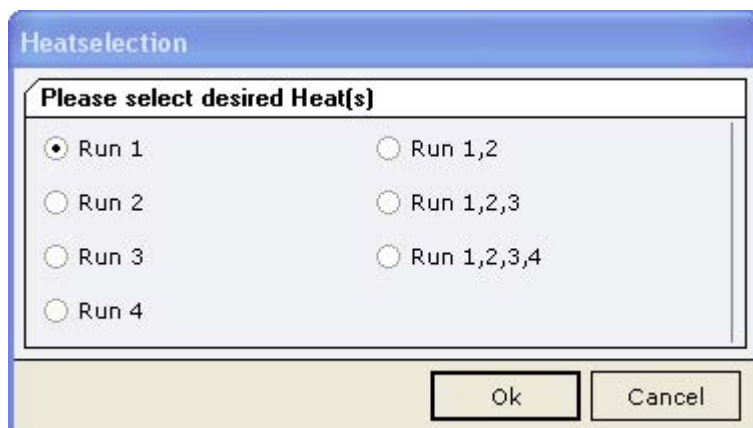 Heatselection
Please select desired Heat(s)
Run 1
Run 1,2
Run 2
Run 1,2,3
Run 3
Run 1,2,3,4
Run 4
Ok
Cancel